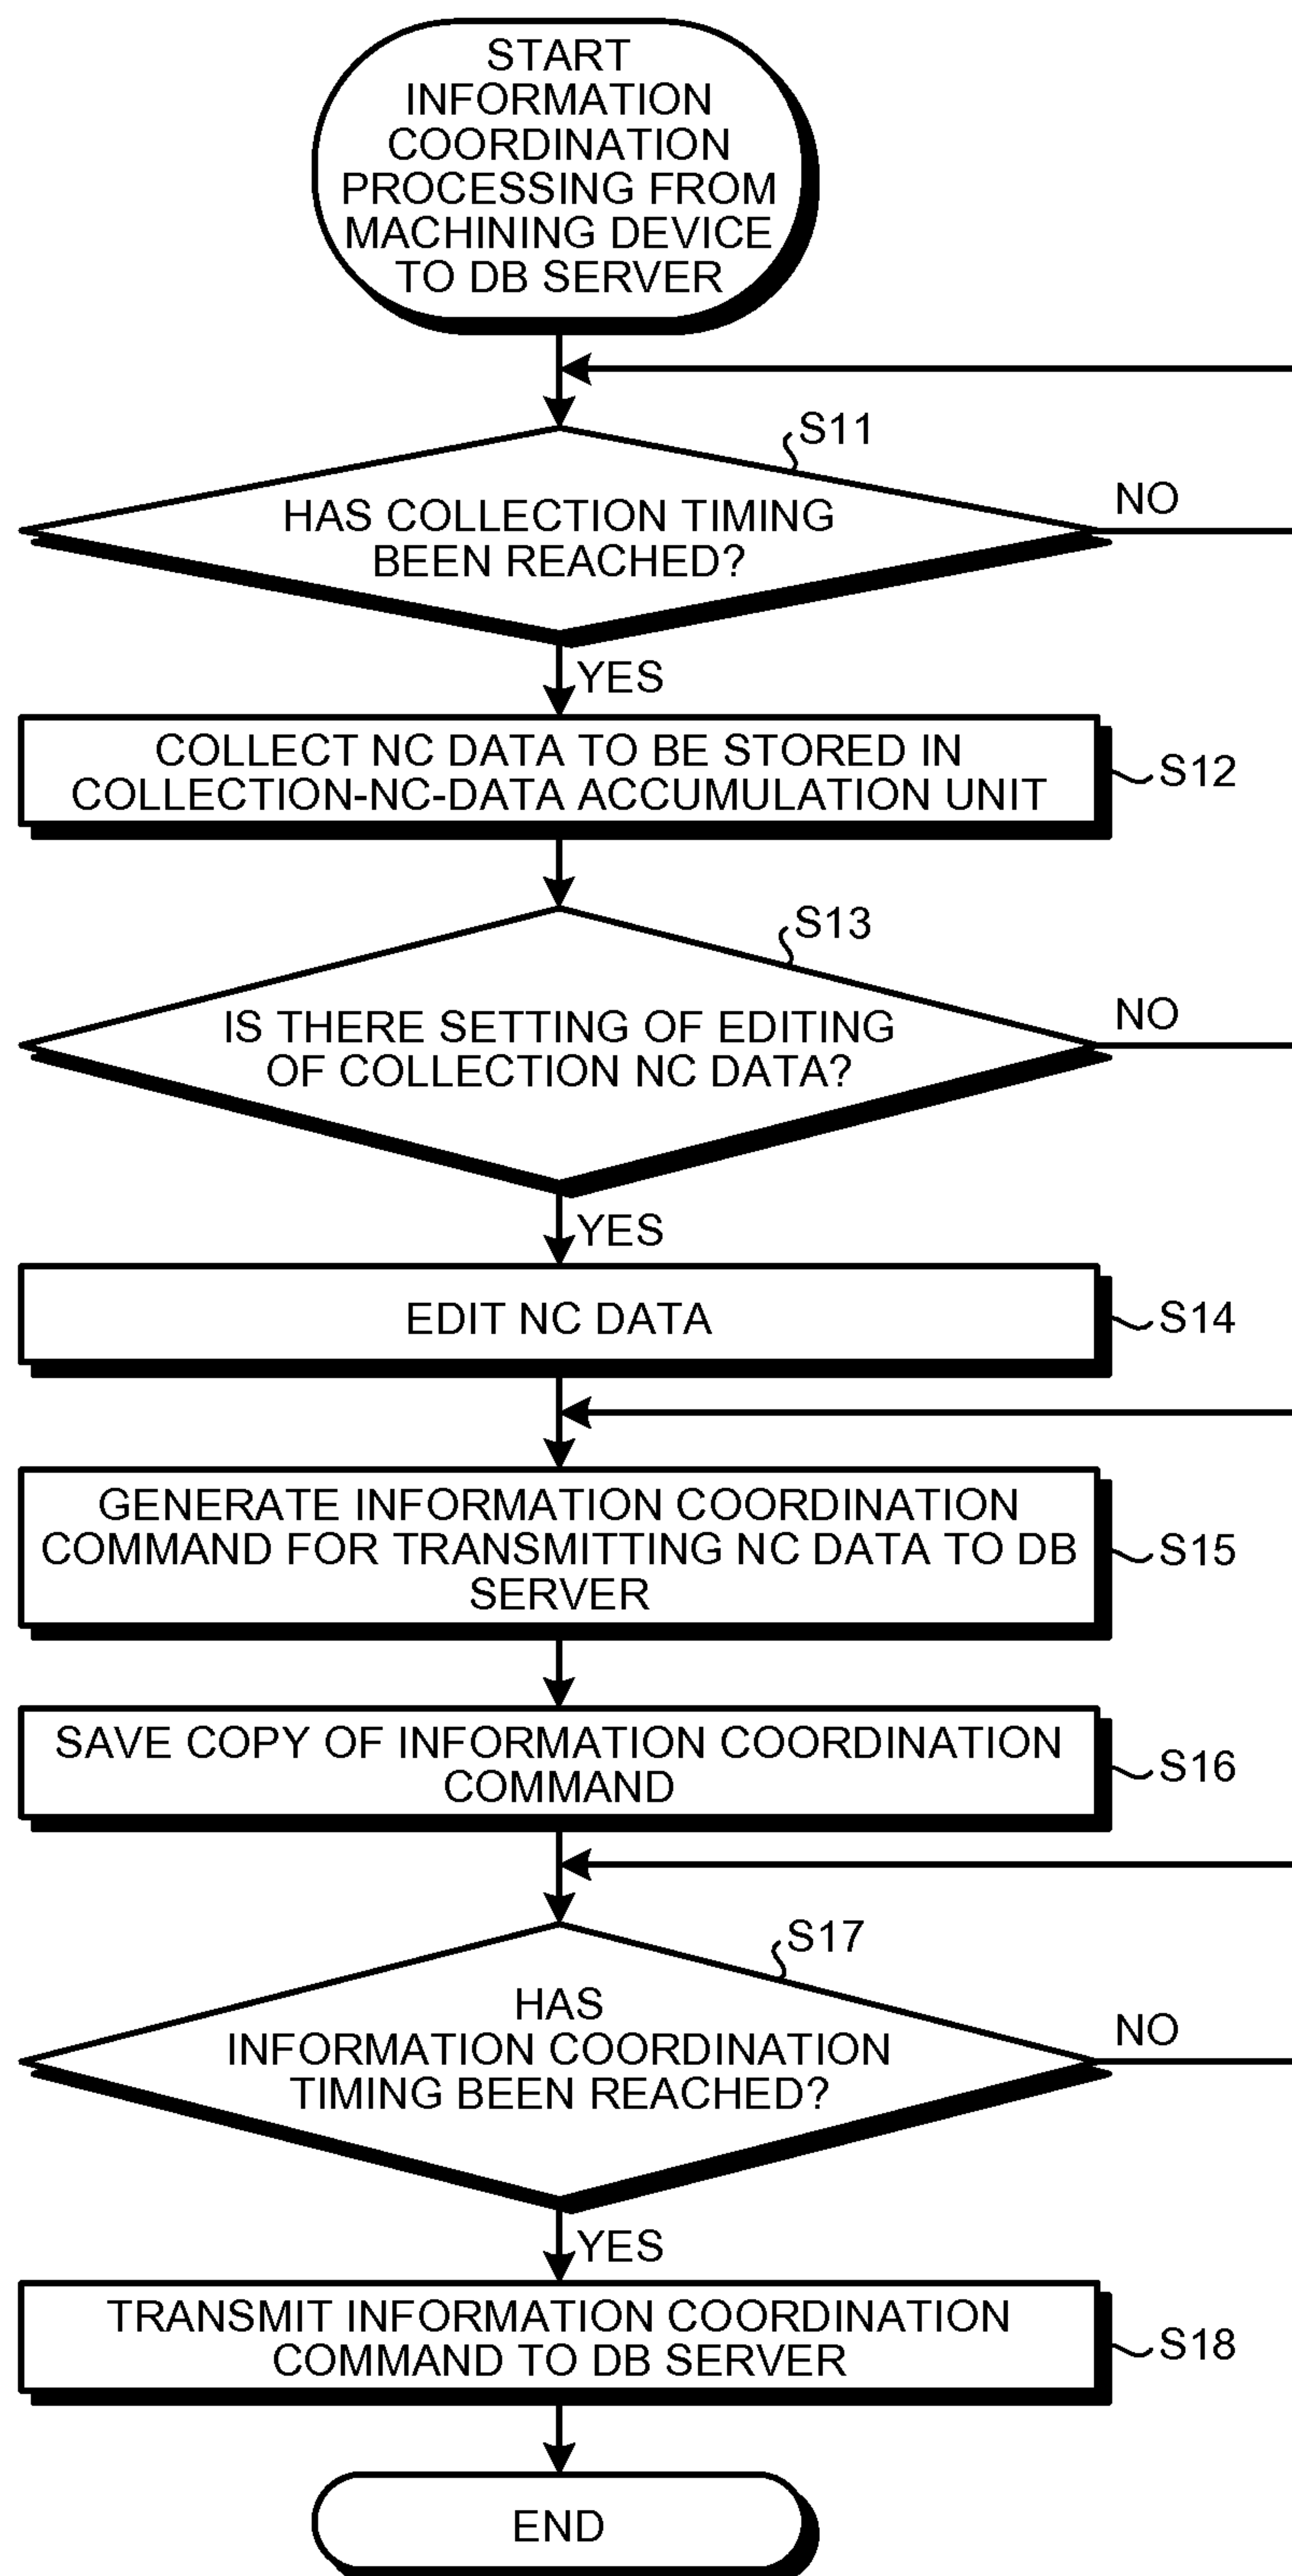 START
INFORMATION
COORDINATION
PROCESSING FROM
MACHINING DEVICE
TO DB SERVER
S11
HAS COLLECTION TIMING
BEEN REACHED?
NO
YES
COLLECT NC DATA TO BE STORED IN
COLLECTION-NC-DATA ACCUMULATION UNIT
S12
S13
IS THERE SETTING OF EDITING
OF COLLECTION NC DATA?
NO
YES
EDIT NC DATA
S14
GENERATE INFORMATION COORDINATION
COMMAND FOR TRANSMITTING NC DATA TO DB
SERVER
S15
SAVE COPY OF INFORMATION COORDINATION
COMMAND
S16
S17
HAS
INFORMATION COORDINATION
TIMING BEEN REACHED?
NO
YES
TRANSMIT INFORMATION COORDINATION
COMMAND TO DB SERVER
S18
END